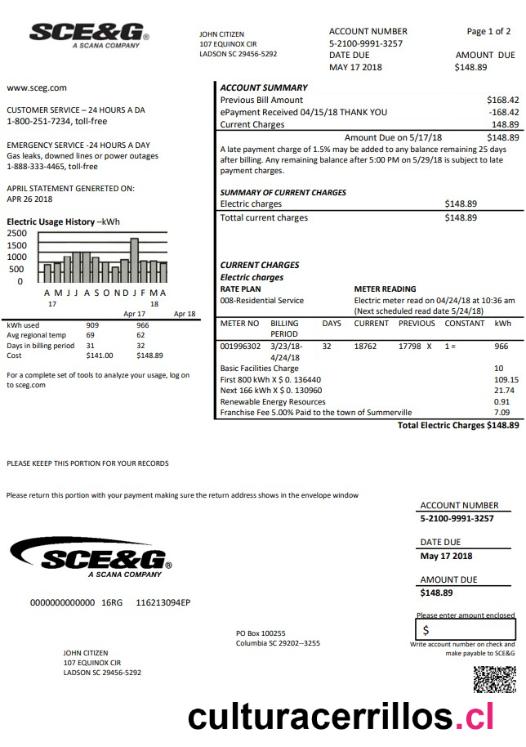 SCE&G®
A SCANA COMPANY
JOHN CITIZEN
107 EQUINOX CIR
LADSON SC 29456-5292
ACCOUNT NUMBER
5-2100-9991-3257
DATE DUE
MAY 17 2018
Page 1 of 2
AMOUNT DUE
$148.89
www.sceg.com
CUSTOMER SERVICE – 24 HOURS A DA
1-800-251-7234, toll-free
EMERGENCY SERVICE -24 HOURS A DAY
Gas leaks, downed lines or power outages
1-888-333-4465, toll-free
APRIL STATEMENT GENERETED ON:
APR 26 2018
Electric Usage History –kWh
2500
1500
1000
500
0
A M J J A S O N D J F M A
17 18
Apr 17 Apr 18
kWh used 909 966
Avg regional temp 69 62
Days in billing period 31 32
Cost $141.00 $148.89
For a complete set of tools to analyze your usage, log on
to sceg.com
ACCOUNT SUMMARY
Previous Bill Amount $168.42
ePayment Received 04/15/18 THANK YOU -168.42
Current Charges 148.89
Amount Due on 5/17/18 $148.89
A late payment charge of 1.5% may be added to any balance remaining 25 days
after billing. Any remaining balance after 5:00 PM on 5/29/18 is subject to late
payment charges.
SUMMARY OF CURRENT CHARGES
Electric charges $148.89
Tottal current charges $148.89
CURRENT CHARGES
Electric charges
RATE PLAN METER READING
008-Residential Service Electric meter read on 04/24/18 at 10:36 am
(Next scheduled read date 5/24/18)
METER NO BILLING PERIOD DAYS CURRENT PREVIOUS CONSTANT kWh
001996302 3/23/18- 32 18762 17798 X 1 = 966
4/24/18
Basic Facilities Charge 10
First 800 kWh X $ 0. 136440 109.15
Next 166 kWh X $ 0. 130960 21.74
Renewable Energy Resources 0.91
Franchise Fee 5.00% Paid to the town of Summerville 7.09
Total Electric Charges $148.89
PLEASE KEEEP THIS PORTION FOR YOUR RECORDS
Please return this portion with your payment making sure the return address shows in the envelope window
SCE&G®
A SCANA COMPANY
0000000000000 16RG 116213094EP
JOHN CITIZEN
107 EQUINOX CIR
LADSON SC 29456-5292
PO Box 100255
Columbia SC 29202--3255
ACCOUNT NUMBER
5-2100-9991-3257
DATE DUE
May 17 2018
AMOUNT DUE
$148.89
Please enter amount enclosed
$
Write account number on check and
make payable to SCE&G
culturacerrillos.cl